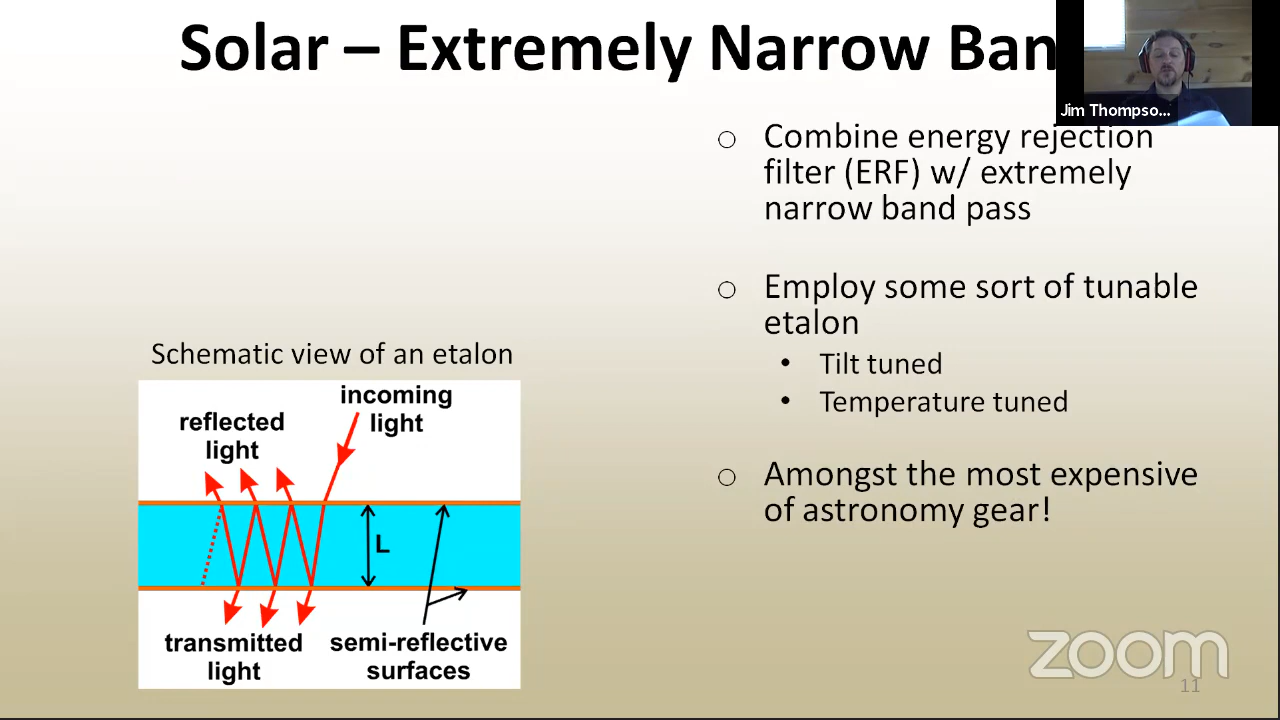 Solar – Extremely Narrow Ban
Jim Thompso...
o Combine energy rejection
filter (ERF) w/ extremely
narrow band pass
o Employ some sort of tunable
etalon
• Tilt tuned
• Temperature tuned
o Amongst the most expensive
of astronomy gear!
Schematic view of an etalon
incoming
light
reflected
light
L
transmitted
light
semi-reflective
surfaces
zoom
11